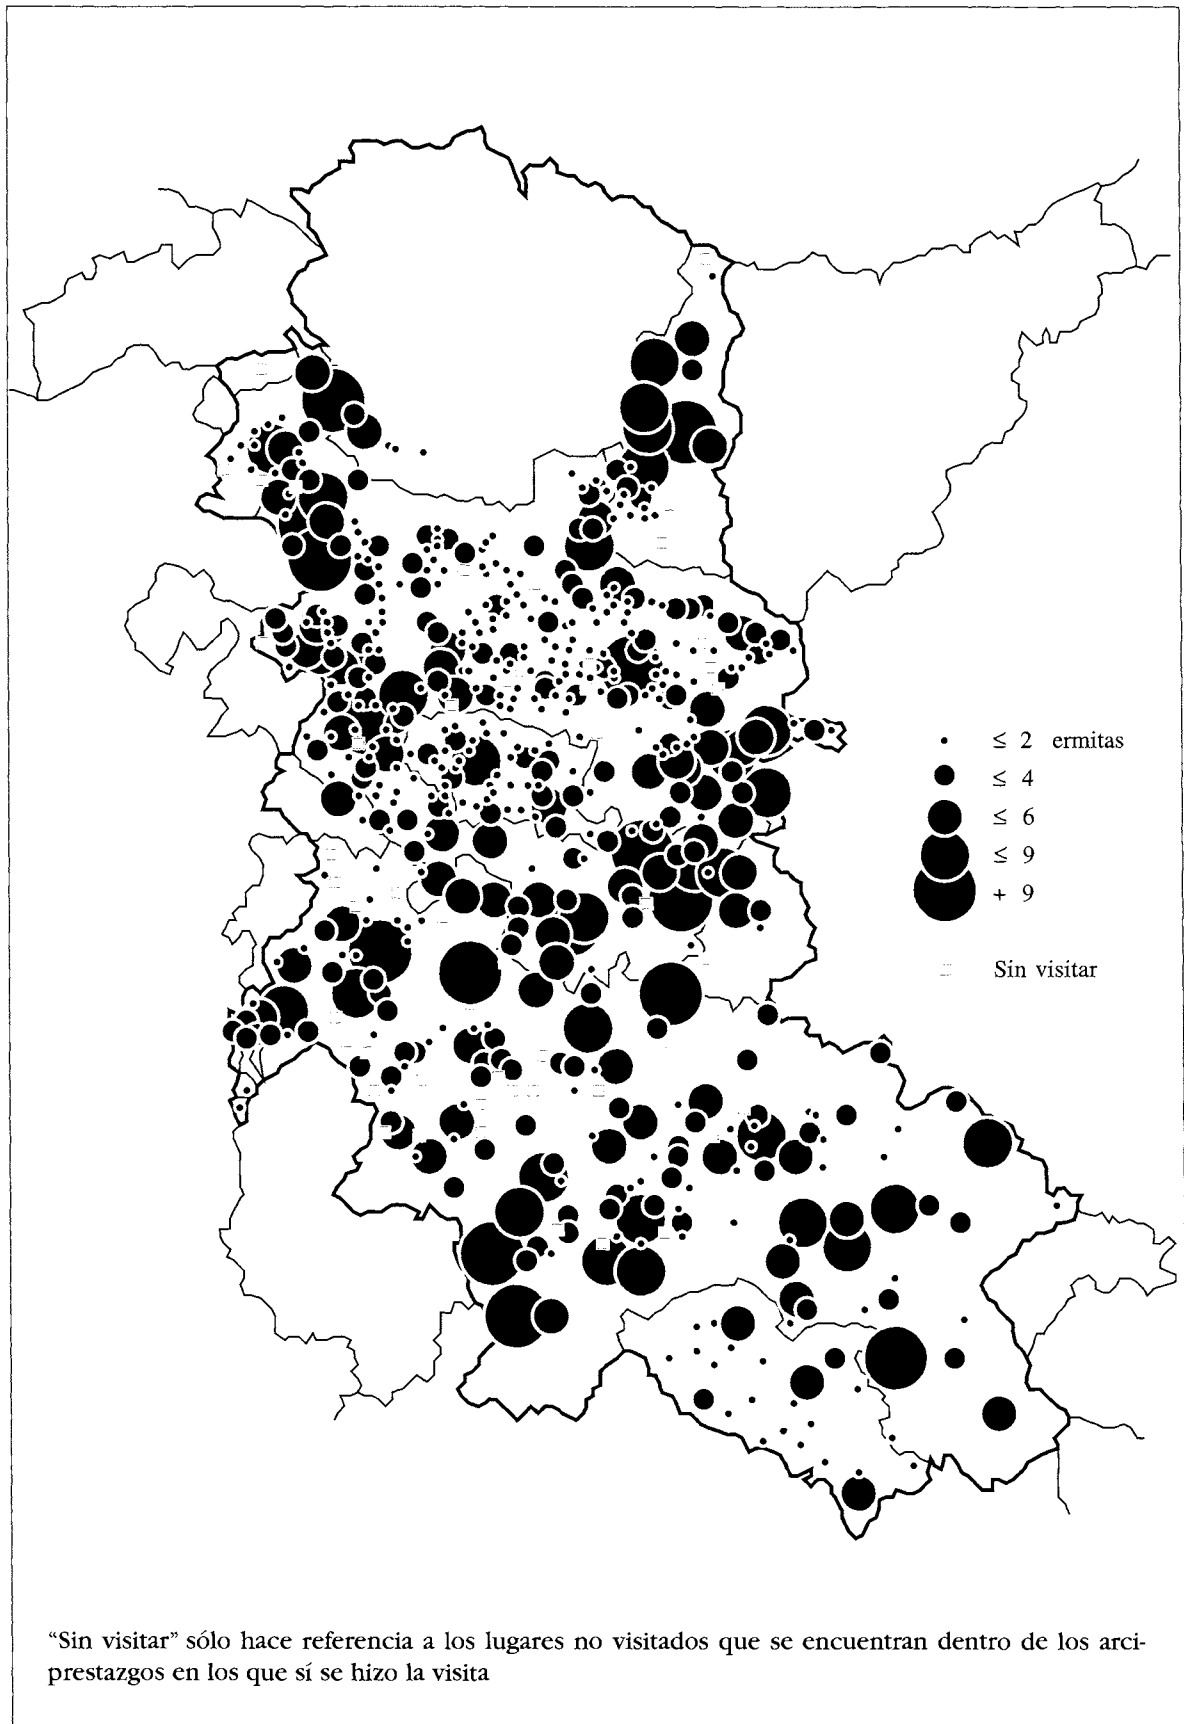 ≤ 2 ermitas
≤ 4
≤ 6
≤ 9
+ 9
Sin visitar
“Sin visitar” sólo hace referencia a los lugares no visitados que se encuentran dentro de los arci-
prestazgos en los que sí se hizo la visita